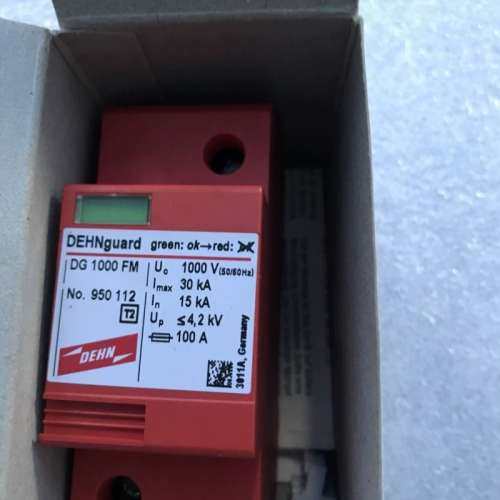 DEHNguard green: ok→red:
DG 1000 FM
No. 950 112
T2
DEHN
Uc 1000 V(50/60Hz)
Imax 30 kA
In 15 kA
Up ≤4,2 kV
100 A
3011A, Germany